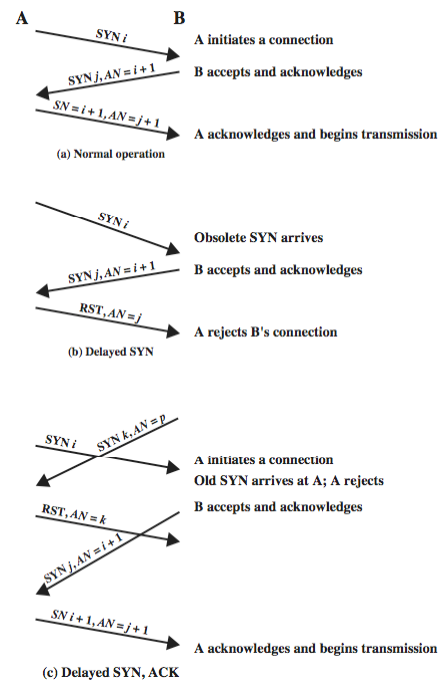 A B
SYN i
A initiates a connection
SYN j, AN = i + 1
B accepts and acknowledges
SN = i + 1, AN = j + 1
A acknowledges and begins transmission
(a) Normal operation
SYN i
Obsolete SYN arrives
SYN j, AN = i + 1
B accepts and acknowledges
RST, AN = j
A rejects B's connection
(b) Delayed SYN
SYN i
SYN k, AN = p
A initiates a connection
Old SYN arrives at A; A rejects
RST, AN = k
B accepts and acknowledges
SYN j, AN = i + 1
SN i + 1, AN = j + 1
A acknowledges and begins transmission
(c) Delayed SYN, ACK